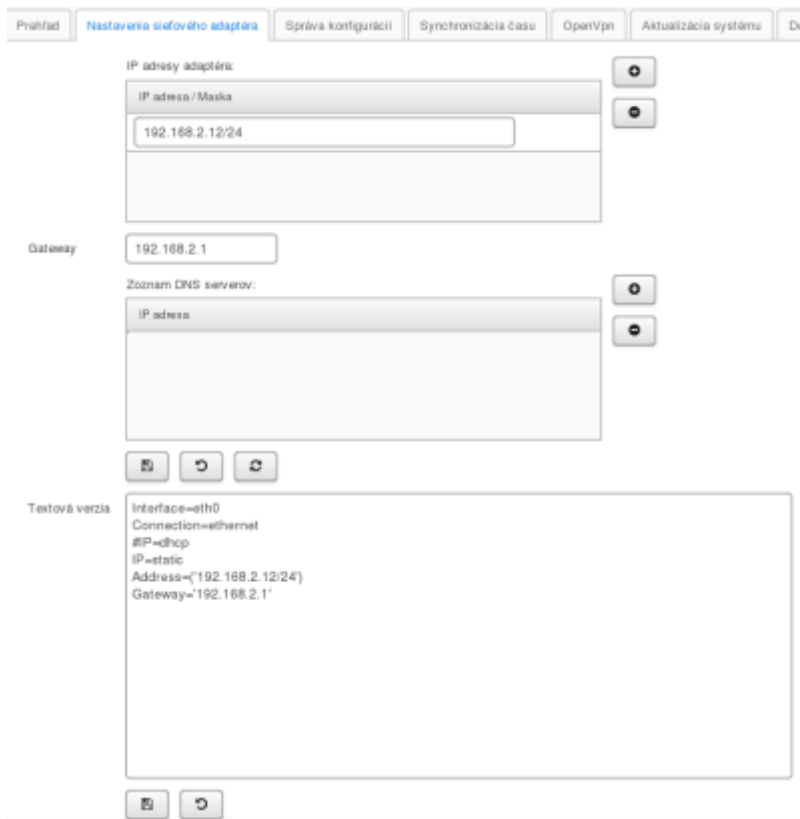 Prehľad Nastavenia sieťového adaptéra Správa konfigurácií Synchronizácia času OpenVpn Aktualizácia systému
IP adresy adaptéra:
IP adresa / Maska
192.168.2.12/24
Gateway 192.168.2.1
Zoznam DNS serverov:
IP adresa
Textová verzia
Interface=eth0
Connection=ethernet
#IP=dhcp
IP=static
Address=('192.168.2.12/24')
Gateway='192.168.2.1'